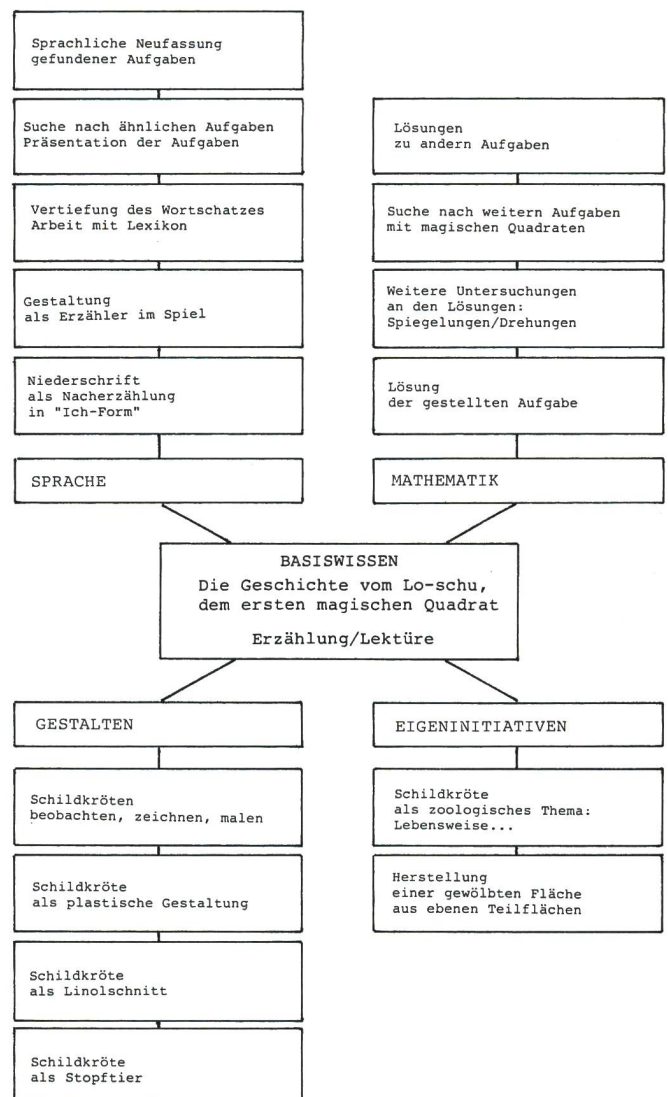 Sprachliche Neufassung
gefundener Aufgaben
Suche nach ähnlichen Aufgaben
Präsentation der Aufgaben
Vertiefung des Wortschatzes
Arbeit mit Lexikon
Gestaltung
als Erzähler im Spiel
Niederschrift
als Nacherzählung
in "Ich-Form"
SPRACHE
Lösungen
zu andern Aufgaben
Suche nach weitern Aufgaben
mit magischen Quadraten
Weitere Untersuchungen
an den Lösungen:
Spiegelungen/Drehungen
Lösung
der gestellten Aufgabe
MATHEMATIK
BASISWISSEN
Die Geschichte vom Lo-schu,
dem ersten magischen Quadrat
Erzählung/Lektüre
GESTALTEN
Schildkröten
beobachten, zeichnen, malen
Schildkröte
als plastische Gestaltung
Schildkröte
als Linolschnitt
Schildkröte
als Stopftier
EIGENINITIATIVEN
Schildkröte
als zoologisches Thema:
Lebensweise...
Herstellung
einer gewölbten Fläche
aus ebenen Teilflächen